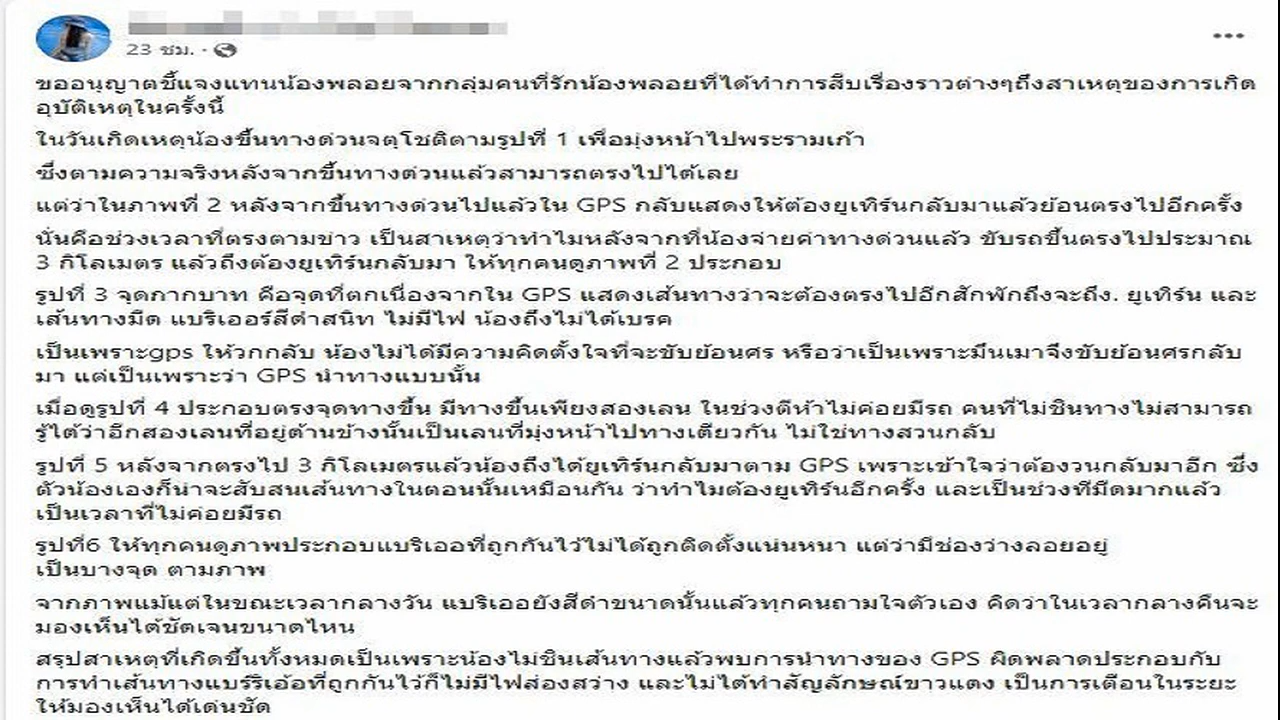 23 ชม.
ขออนุญาตชี้แจงแทนน้องพลอยจากกลุ่มคนที่รักน้องพลอยที่ได้ทำการสืบเรื่องราวต่างๆถึงสาเหตุของการเกิด
อุบัติเหตุในครั้งนี้
ในวันเกิดเหตุน้องขึ้นทางด่วนจตุโชติตามรูปที่ 1 เพื่อมุ่งหน้าไปพระรามเก้า
ซึ่งตามความจริงหลังจากขึ้นทางด่วนแล้วสามารถตรงไปได้เลย
แต่ว่าในภาพที่ 2 หลังจากขึ้นทางด่วนไปแล้วใน GPS กลับแสดงให้ต้องยูเทิร์นกลับมาแล้วย้อนตรงไปอีกครั้ง
นั่นคือช่วงเวลาที่ตรงตามข่าว เป็นสาเหตุว่าทำไมหลังจากที่น้องจ่ายค่าทางด่วนแล้ว ขับรถขึ้นตรงไปประมาณ
3 กิโลเมตร แล้วถึงต้องยูเทิร์นกลับมา ให้ทุกคนดูภาพที่ 2 ประกอบ
รูปที่ 3 จุดกากบาท คือจุดที่ตกเนื่องจากใน GPS แสดงเส้นทางว่าจะต้องตรงไปอีกสักพักถึงจะถึง. ยูเทิร์น และ
เส้นทางมืด แบริเออร์สีดำสนิท ไม่มีไฟ น้องถึงไม่ได้เบรค
เป็นเพราะgps ให้วกกลับ น้องไม่ได้มีความคิดตั้งใจที่จะขับย้อนศร หรือว่าเป็นเพราะมึนเมาจึงขับย้อนศรกลับ
มา แต่เป็นเพราะว่า GPS นำทางแบบนั้น
เมื่อดูรูปที่ 4 ประกอบตรงจุดทางขึ้น มีทางขึ้นเพียงสองเลน ในช่วงตีห้าไม่ค่อยมีรถ คนที่ไม่ชินทางไม่สามารถ
รู้ได้ว่าอีกสองเลนที่อยู่ด้านข้างนั้นเป็นเลนที่มุ่งหน้าไปทางเดียวกัน ไม่ใช่ทางสวนกลับ
รูปที่ 5 หลังจากตรงไป 3 กิโลเมตรแล้วน้องถึงได้ยูเทิร์นกลับมาตาม GPS เพราะเข้าใจว่าต้องวนกลับมาอีก ซึ่ง
ตัวน้องเองก็น่าจะสับสนเส้นทางในตอนนั้นเหมือนกัน ว่าทำไมต้องยูเทิร์นอีกครั้ง และเป็นช่วงที่มืดมากแล้ว
เป็นเวลาที่ไม่ค่อยมีรถ
รูปที่6 ให้ทุกคนดูภาพประกอบแบริเออที่ถูกกันไว้ไม่ได้ถูกติดตั้งแน่นหนา แต่ว่ามีช่องว่างลอยอยู่
เป็นบางจุด ตามภาพ
จากภาพแม้แต่ในขณะเวลากลางวัน แบริเออยังสีดำขนาดนั้นแล้วทุกคนถามใจตัวเอง คิดว่าในเวลากลางคืนจะ
มองเห็นได้ชัดเจนขนาดไหน
สรุปสาเหตุที่เกิดขึ้นทั้งหมดเป็นเพราะน้องไม่ชินเส้นทางแล้วพบการนำทางของ GPS ผิดพลาดประกอบกับ
การทำเส้นทางแบร์ริเอ้อที่ถูกกันไว้ก็ไม่มีไฟส่องสว่าง และไม่ได้ทำสัญลักษณ์ขาวแดง เป็นการเตือนในระยะ
ให้มองเห็นได้เด่นชัด